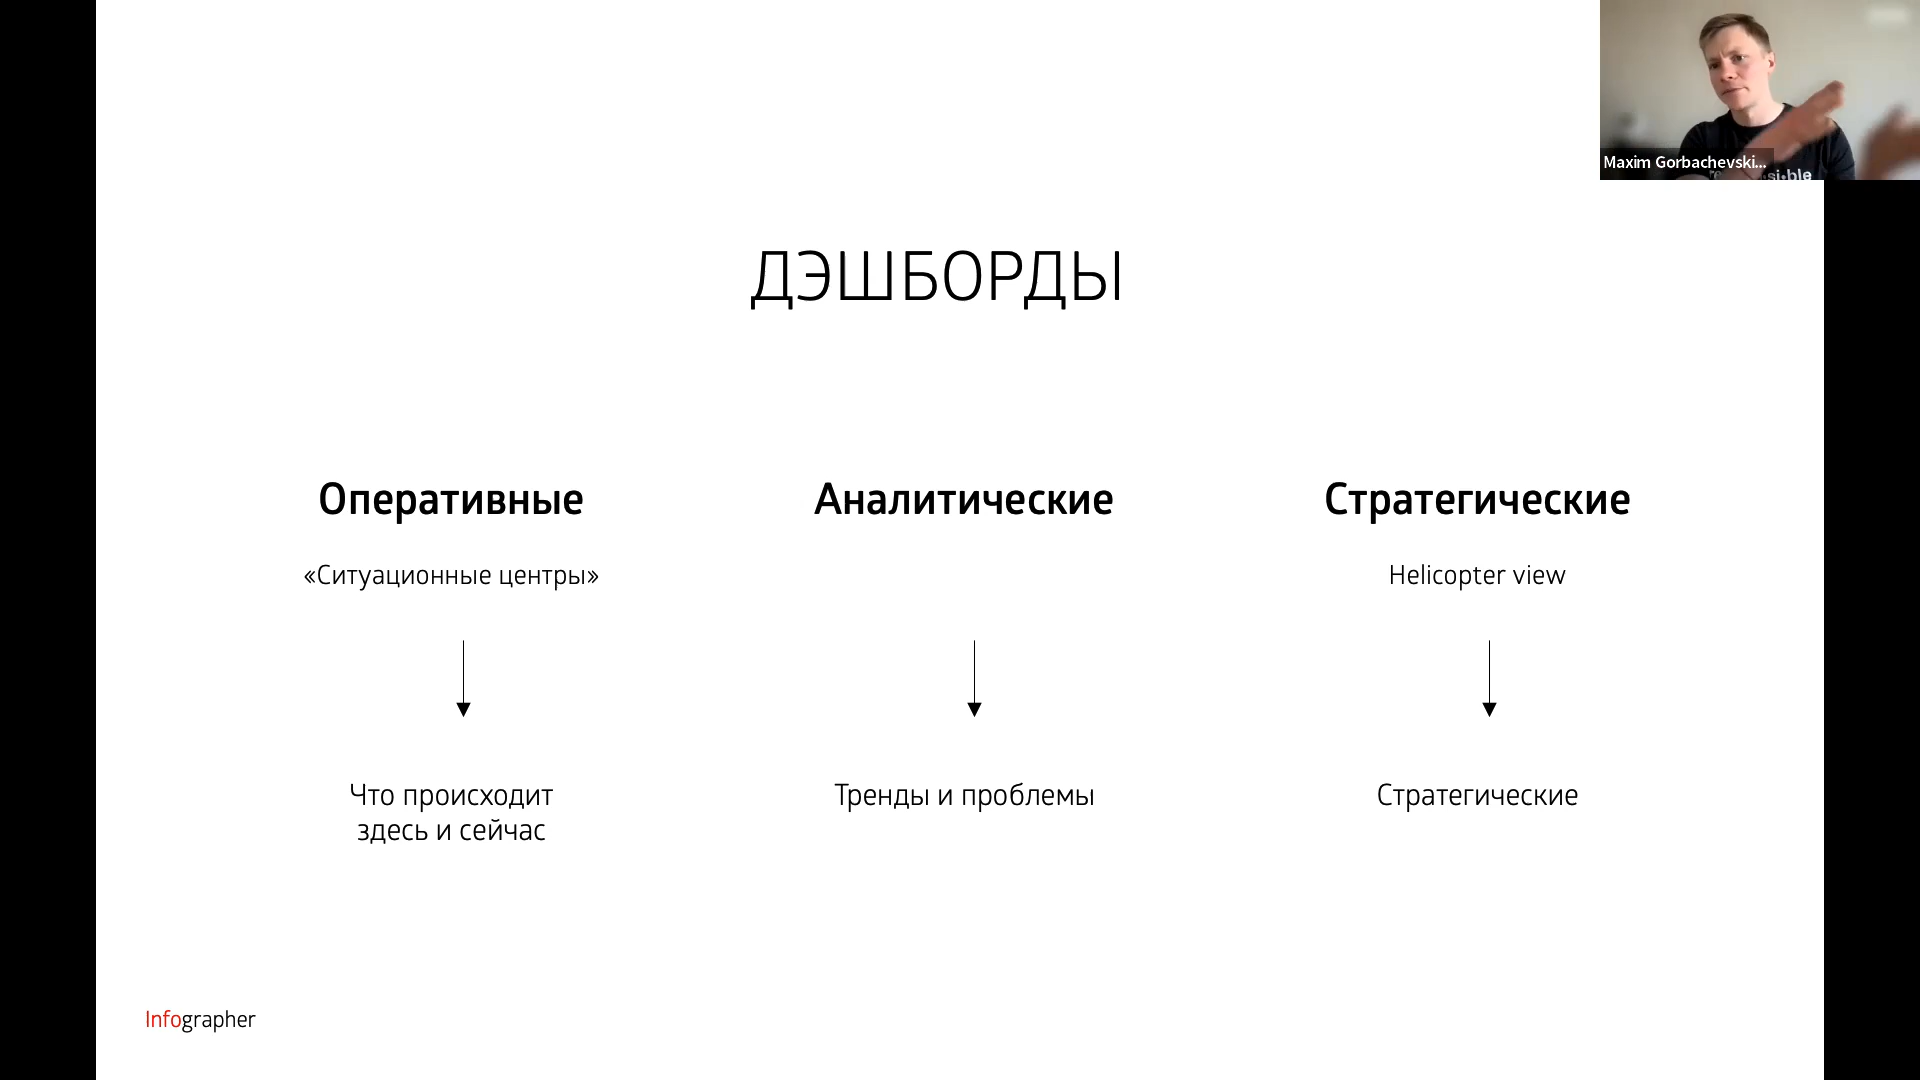 Maxim Gorbachevski...
ДЭШБОРДЫ
Оперативные
Аналитические
Стратегические
«Ситуационные центры»
Helicopter view
Что происходит
здесь и сейчас
Тренды и проблемы
Стратегические
Infographer